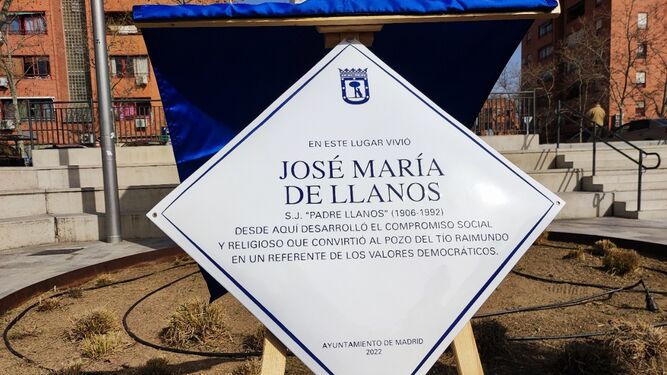 EN ESTE LUGAR VIVIÓ
JOSÉ MARÍA
DE LLANOS
S.J. "PADRE LLANOS" (1906-1992)
DESDE AQUÍ DESARROLLÓ EL COMPROMISO SOCIAL
Y RELIGIOSO QUE CONVIRTIÓ AL POZO DEL TÍO RAIMUNDO
EN UN REFERENTE DE LOS VALORES DEMOCRÁTICOS.
AYUNTAMIENTO DE MADRID
2022